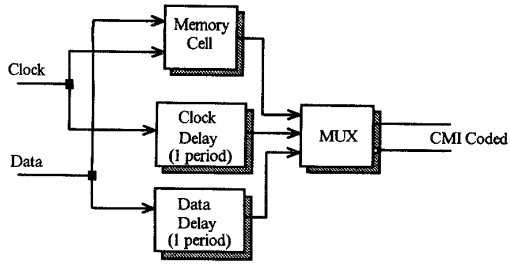 Memory
Cell
Clock
Clock
Delay
(1 period)
MUX
CMI Coded
Data
Data
Delay
(1 period)